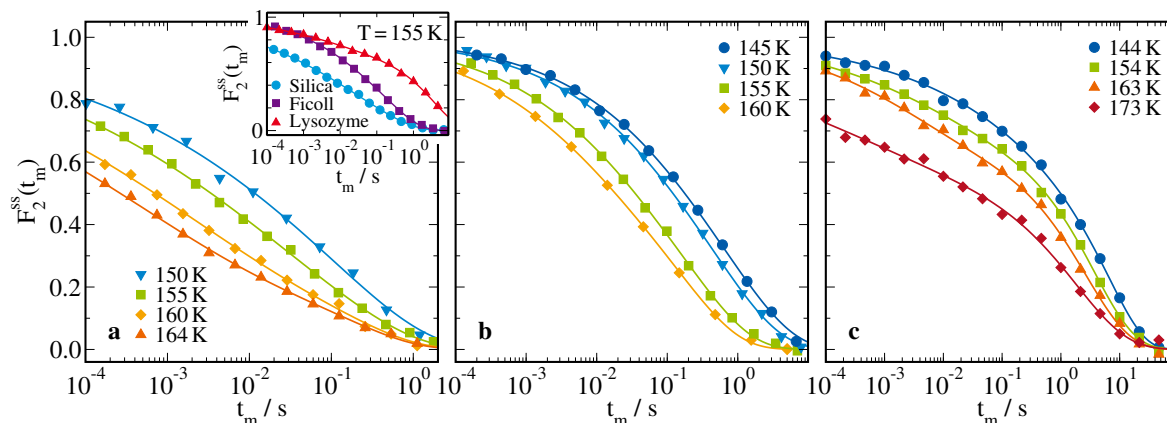 F₂ˢˢ(tₘ)
1.0
0.8
0.6
0.4
0.2
0.0
10⁻⁴ 10⁻³ 10⁻² 10⁻¹ 10⁰
tₘ / s
150 K
155 K
160 K
164 K
a
F₂ˢˢ(tₘ)
1
0
T = 155 K
Silica
Ficoll
Lysozyme
10⁻⁴ 10⁻³ 10⁻² 10⁻¹ 10⁰
tₘ / s
145 K
150 K
155 K
160 K
b
10⁻⁴ 10⁻³ 10⁻² 10⁻¹ 10⁰
tₘ / s
144 K
154 K
163 K
173 K
c
10⁻⁴ 10⁻³ 10⁻² 10⁻¹ 10⁰ 10¹
tₘ / s